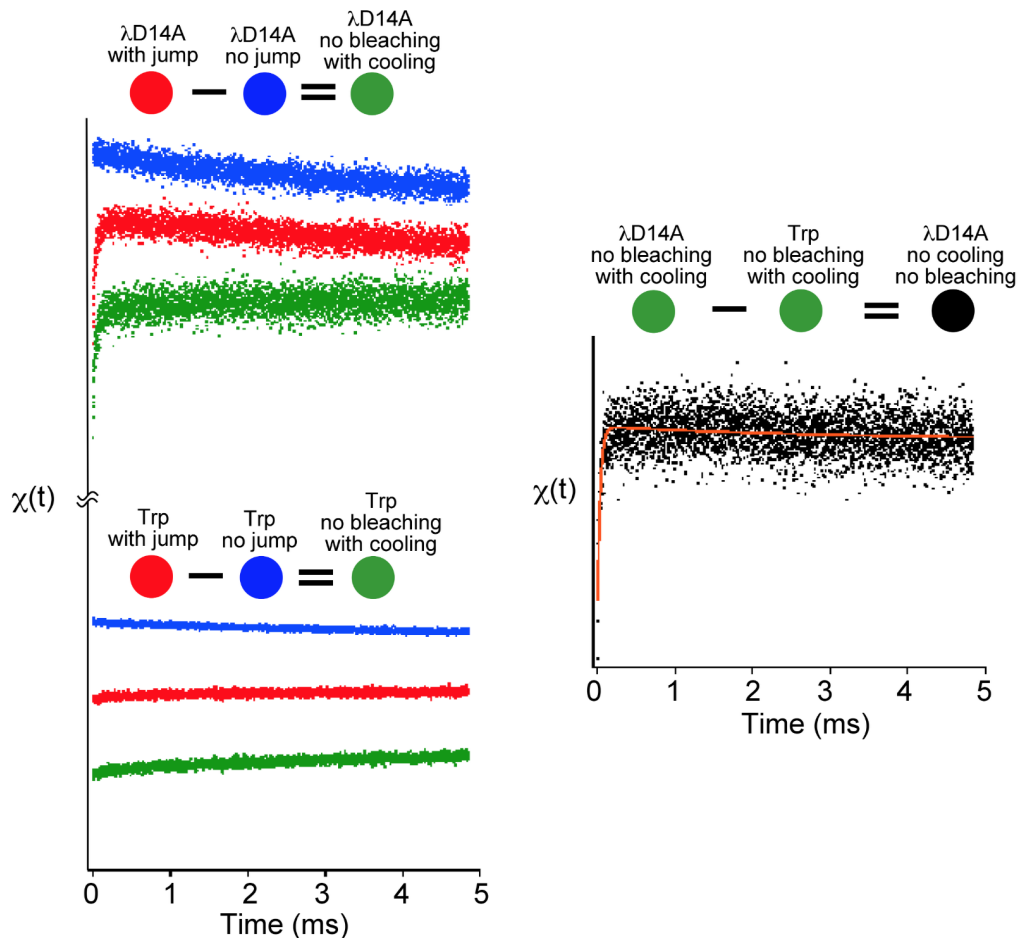 λD14A
with jump
λD14A
no jump
λD14A
no bleaching
with cooling
χ(t)
Trp
with jump
Trp
no jump
Trp
no bleaching
with cooling
0 1 2 3 4 5
Time (ms)
λD14A
no bleaching
with cooling
Trp
no bleaching
with cooling
λD14A
no cooling
no bleaching
χ(t)
0 1 2 3 4 5
Time (ms)